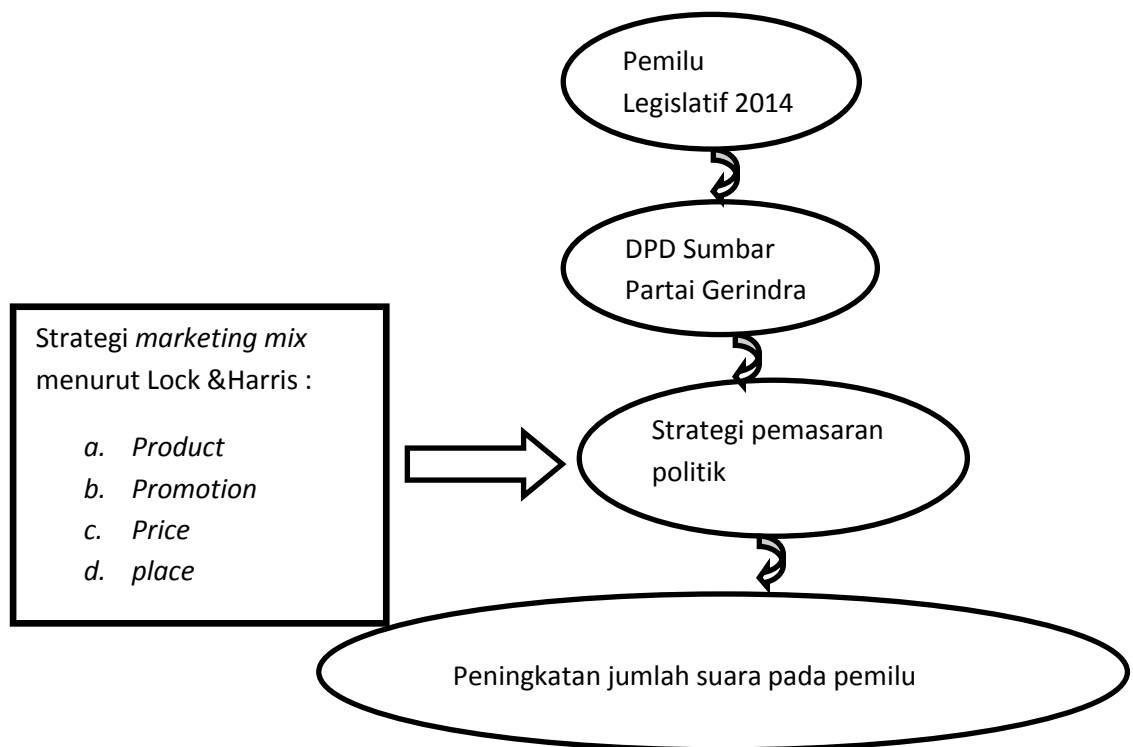 Pemilu
Legislatif 2014
DPD Sumbar
Partai Gerindra
Strategi marketing mix
menurut Lock &Harris :
a. Product
b. Promotion
c. Price
d. place
Strategi pemasaran
politik
Peningkatan jumlah suara pada pemilu